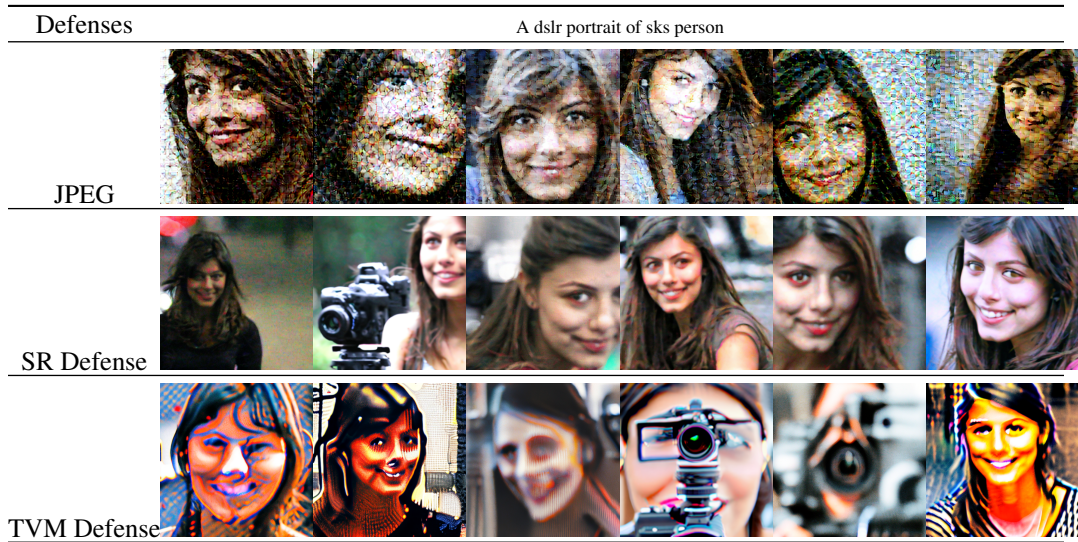 Defenses A dslr portrait of sks person
JPEG
SR Defense
TVM Defense